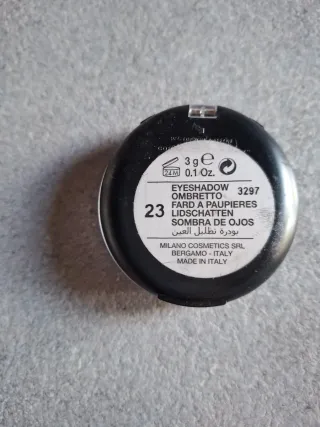 3 g ℮
24M 0.1 Oz.
EYESHADOW 3297
OMBRETTO
23 FARD A PAUPIERES
LIDSCHATTEN
SOMBRA DE OJOS
بودرة تظليل العين
MILANO COSMETICS SRL
BERGAMO - ITALY
MADE IN ITALY